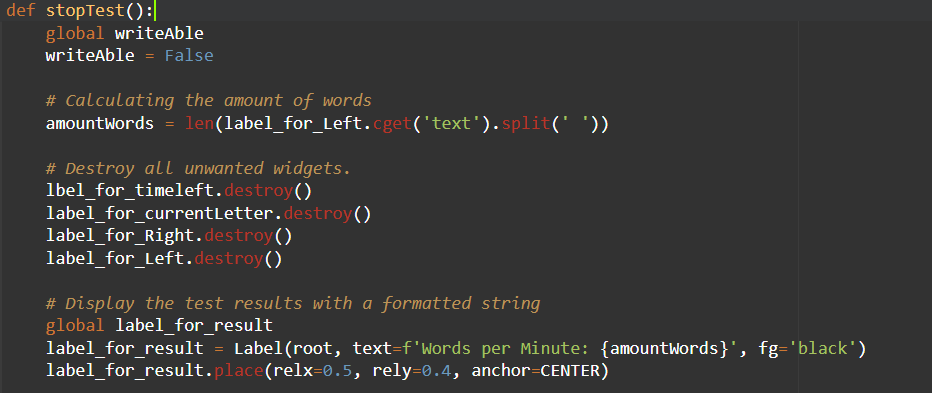 def stopTest():
    global writeAble
    writeAble = False
    # Calculating the amount of words
    amountWords = len(label_for_Left.cget('text').split(' '))
    # Destroy all unwanted widgets.
    lbel_for_timeleft.destroy()
    label_for_currentLetter.destroy()
    label_for_Right.destroy()
    label_for_Left.destroy()
    # Display the test results with a formatted string
    global label_for_result
    label_for_result = Label(root, text=f'Words per Minute: {amountWords}', fg='black')
    label_for_result.place(relx=0.5, rely=0.4, anchor=CENTER)